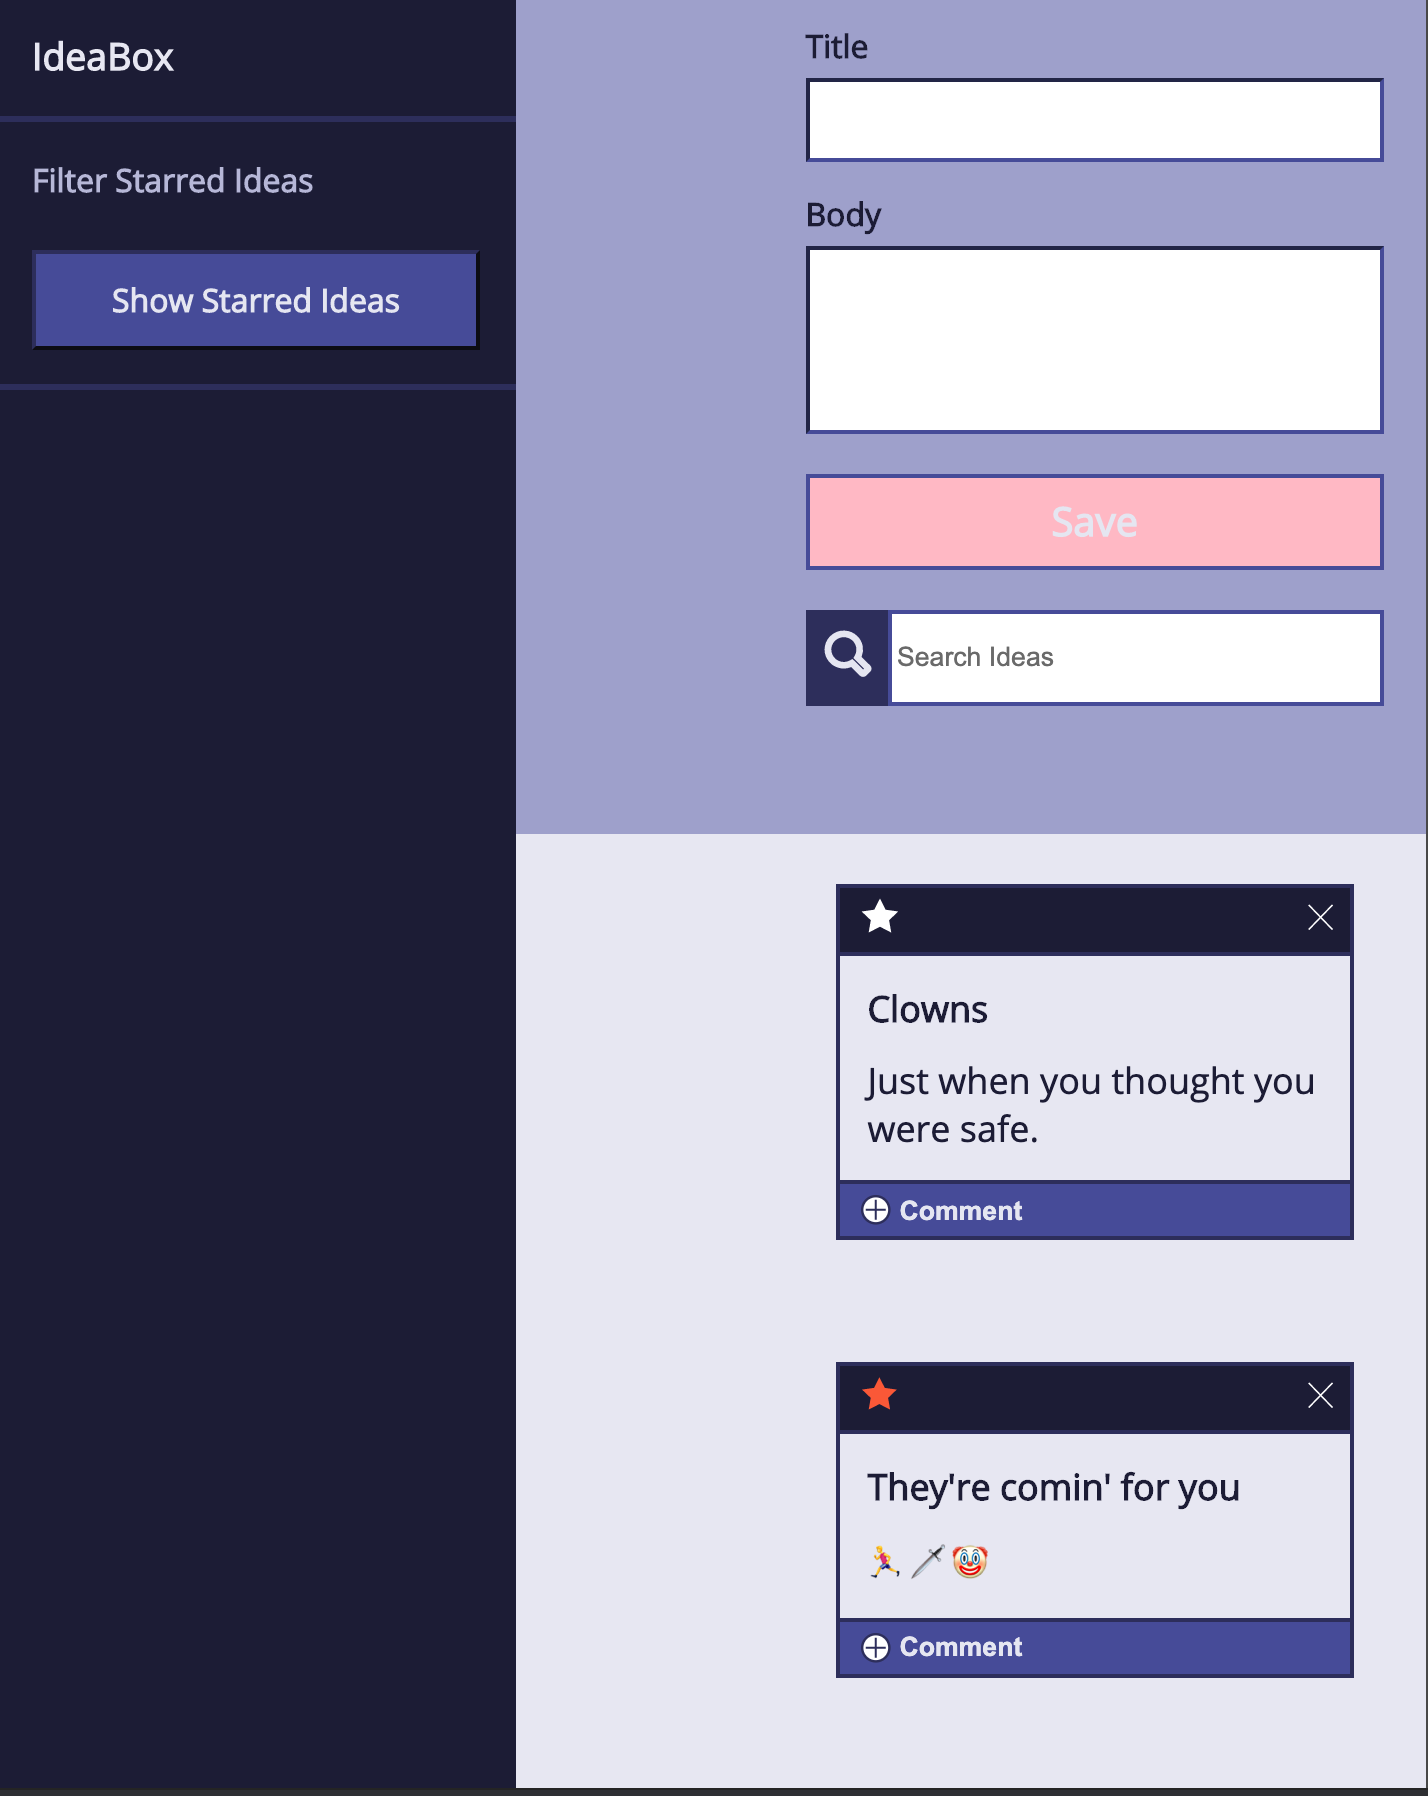 IdeaBox
Filter Starred Ideas
Show Starred Ideas
Title
Body
Save
Search Ideas
Clowns
Just when you thought you
were safe.
Comment
They're comin' for you
🏃‍♀️🗡️🤡
Comment